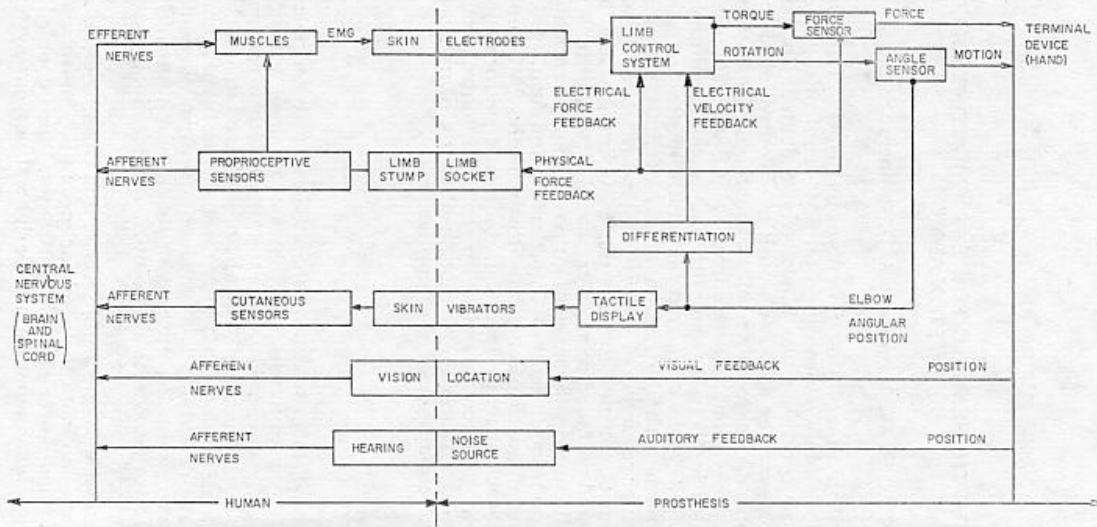 EFFERENT
NERVES
MUSCLES
EMG
SKIN
ELECTRODES
LIMB
CONTROL
SYSTEM
TORQUE
FORCE
SENSOR
FORCE
ROTATION
ANGLE
SENSOR
MOTION
TERMINAL
DEVICE
(HAND)
ELECTRICAL
FORCE
FEEDBACK
ELECTRICAL
VELOCITY
FEEDBACK
AFFERENT
NERVES
PROPRIOCEPTIVE
SENSORS
LIMB
STUMP
LIMB
SOCKET
PHYSICAL
FORCE
FEEDBACK
DIFFERENTIATION
CENTRAL
NERVOUS
SYSTEM
(BRAIN
AND
SPINAL
CORD)
AFFERENT
NERVES
CUTANEOUS
SENSORS
SKIN
VIBRATORS
TACTILE
DISPLAY
ELBOW
ANGULAR
POSITION
AFFERENT
NERVES
VISION
LOCATION
VISUAL FEEDBACK
POSITION
AFFERENT
NERVES
HEARING
NOISE
SOURCE
AUDITORY FEEDBACK
POSITION
HUMAN
PROSTHESIS